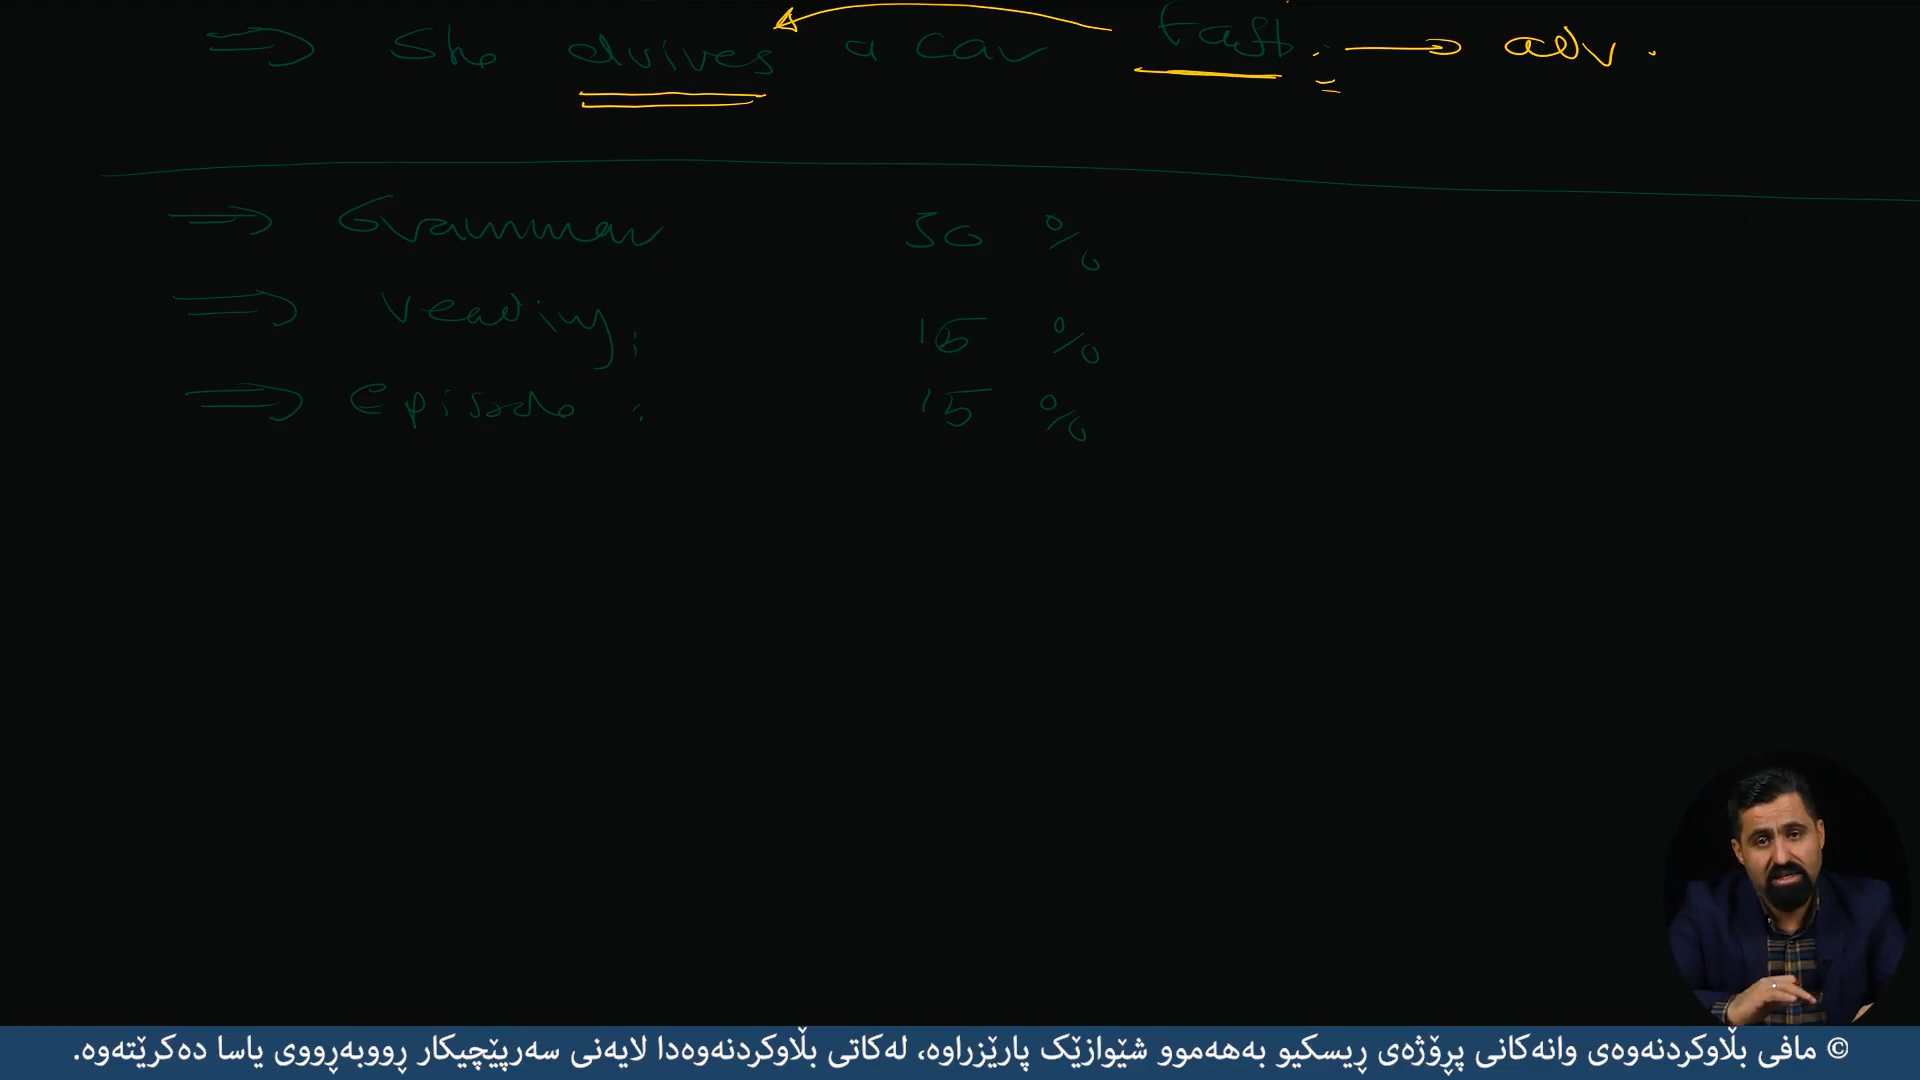 ⇒ She drives a car fast. → adv.
⇒ Grammar 50 %
⇒ reading: 15 %
⇒ episode: 15 %
© مافی بڵاوکردنەوەی وانەکانی پڕۆژەی ڕیسکیو بەهەموو شێوازێک پارێزراوە، لەکاتی بڵاوکردنەوەدا لایەنی سەرپێچیکار ڕووبەڕووی یاسا دەکرێتەوە.